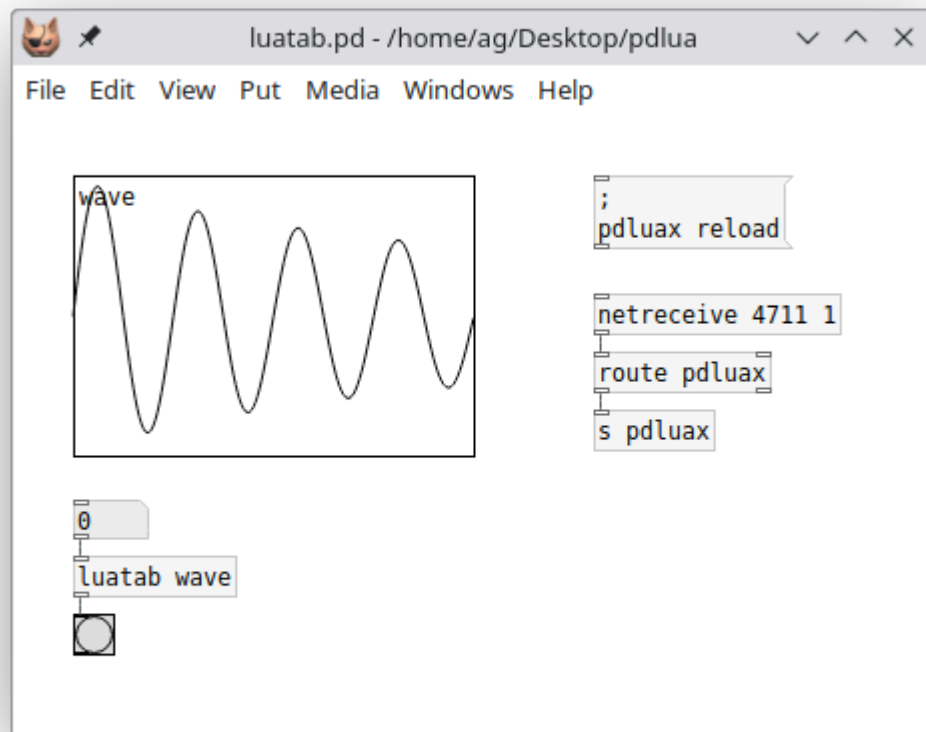 luatab.pd - /home/ag/Desktop/pdlua
File Edit View Put Media Windows Help
wave
;
pdluax reload
netreceive 4711 1
route pdluax
s pdluax
0
luatab wave